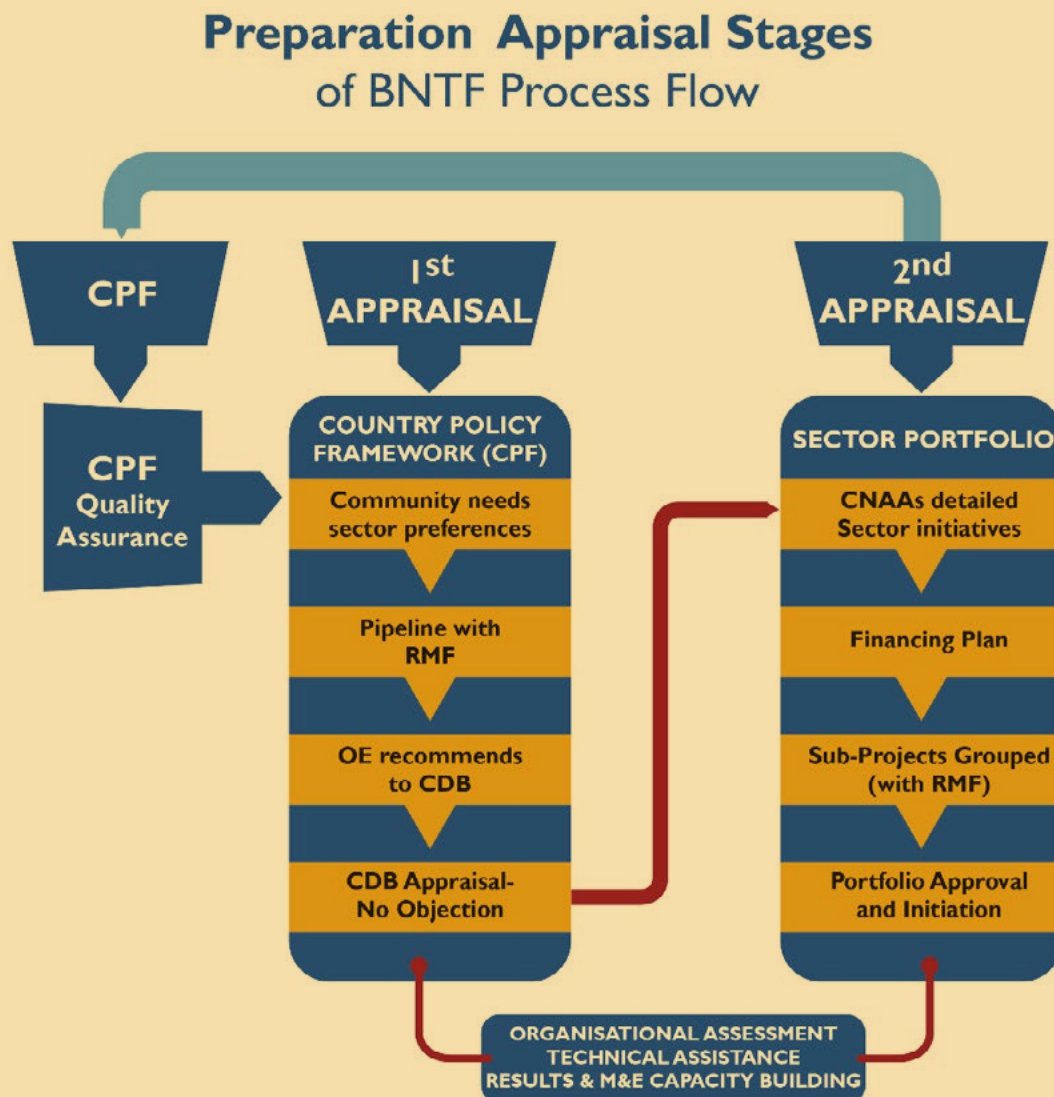 Preparation Appraisal Stages
of BNTF Process Flow
CPF
CPF
Quality
Assurance
1st
APPRAISAL
COUNTRY POLICY
FRAMEWORK (CPF)
Community needs
sector preferences
Pipeline with
RMF
OE recommends
to CDB
CDB Appraisal-
No Objection
2nd
APPRAISAL
SECTOR PORTFOLIO
CNAAs detailed
Sector initiatives
Financing Plan
Sub-Projects Grouped
(with RMF)
Portfolio Approval
and Initiation
ORGANISATIONAL ASSESSMENT
TECHNICAL ASSISTANCE
RESULTS & M&E CAPACITY BUILDING